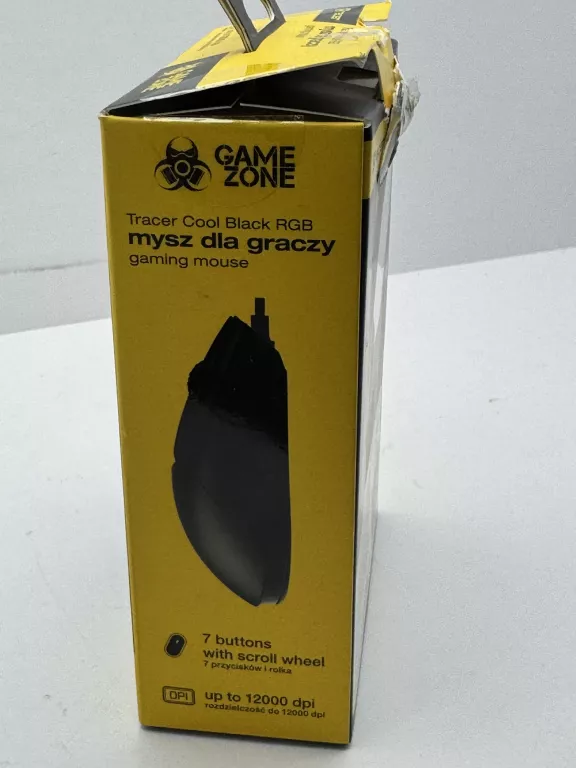 GAME
ZONE
Tracer Cool Black RGB
mysz dla graczy
gaming mouse
7 buttons
with scroll wheel
7 przycisków i rolka
DPI
up to 12000 dpi
rozdzielczość do 12000 dpi